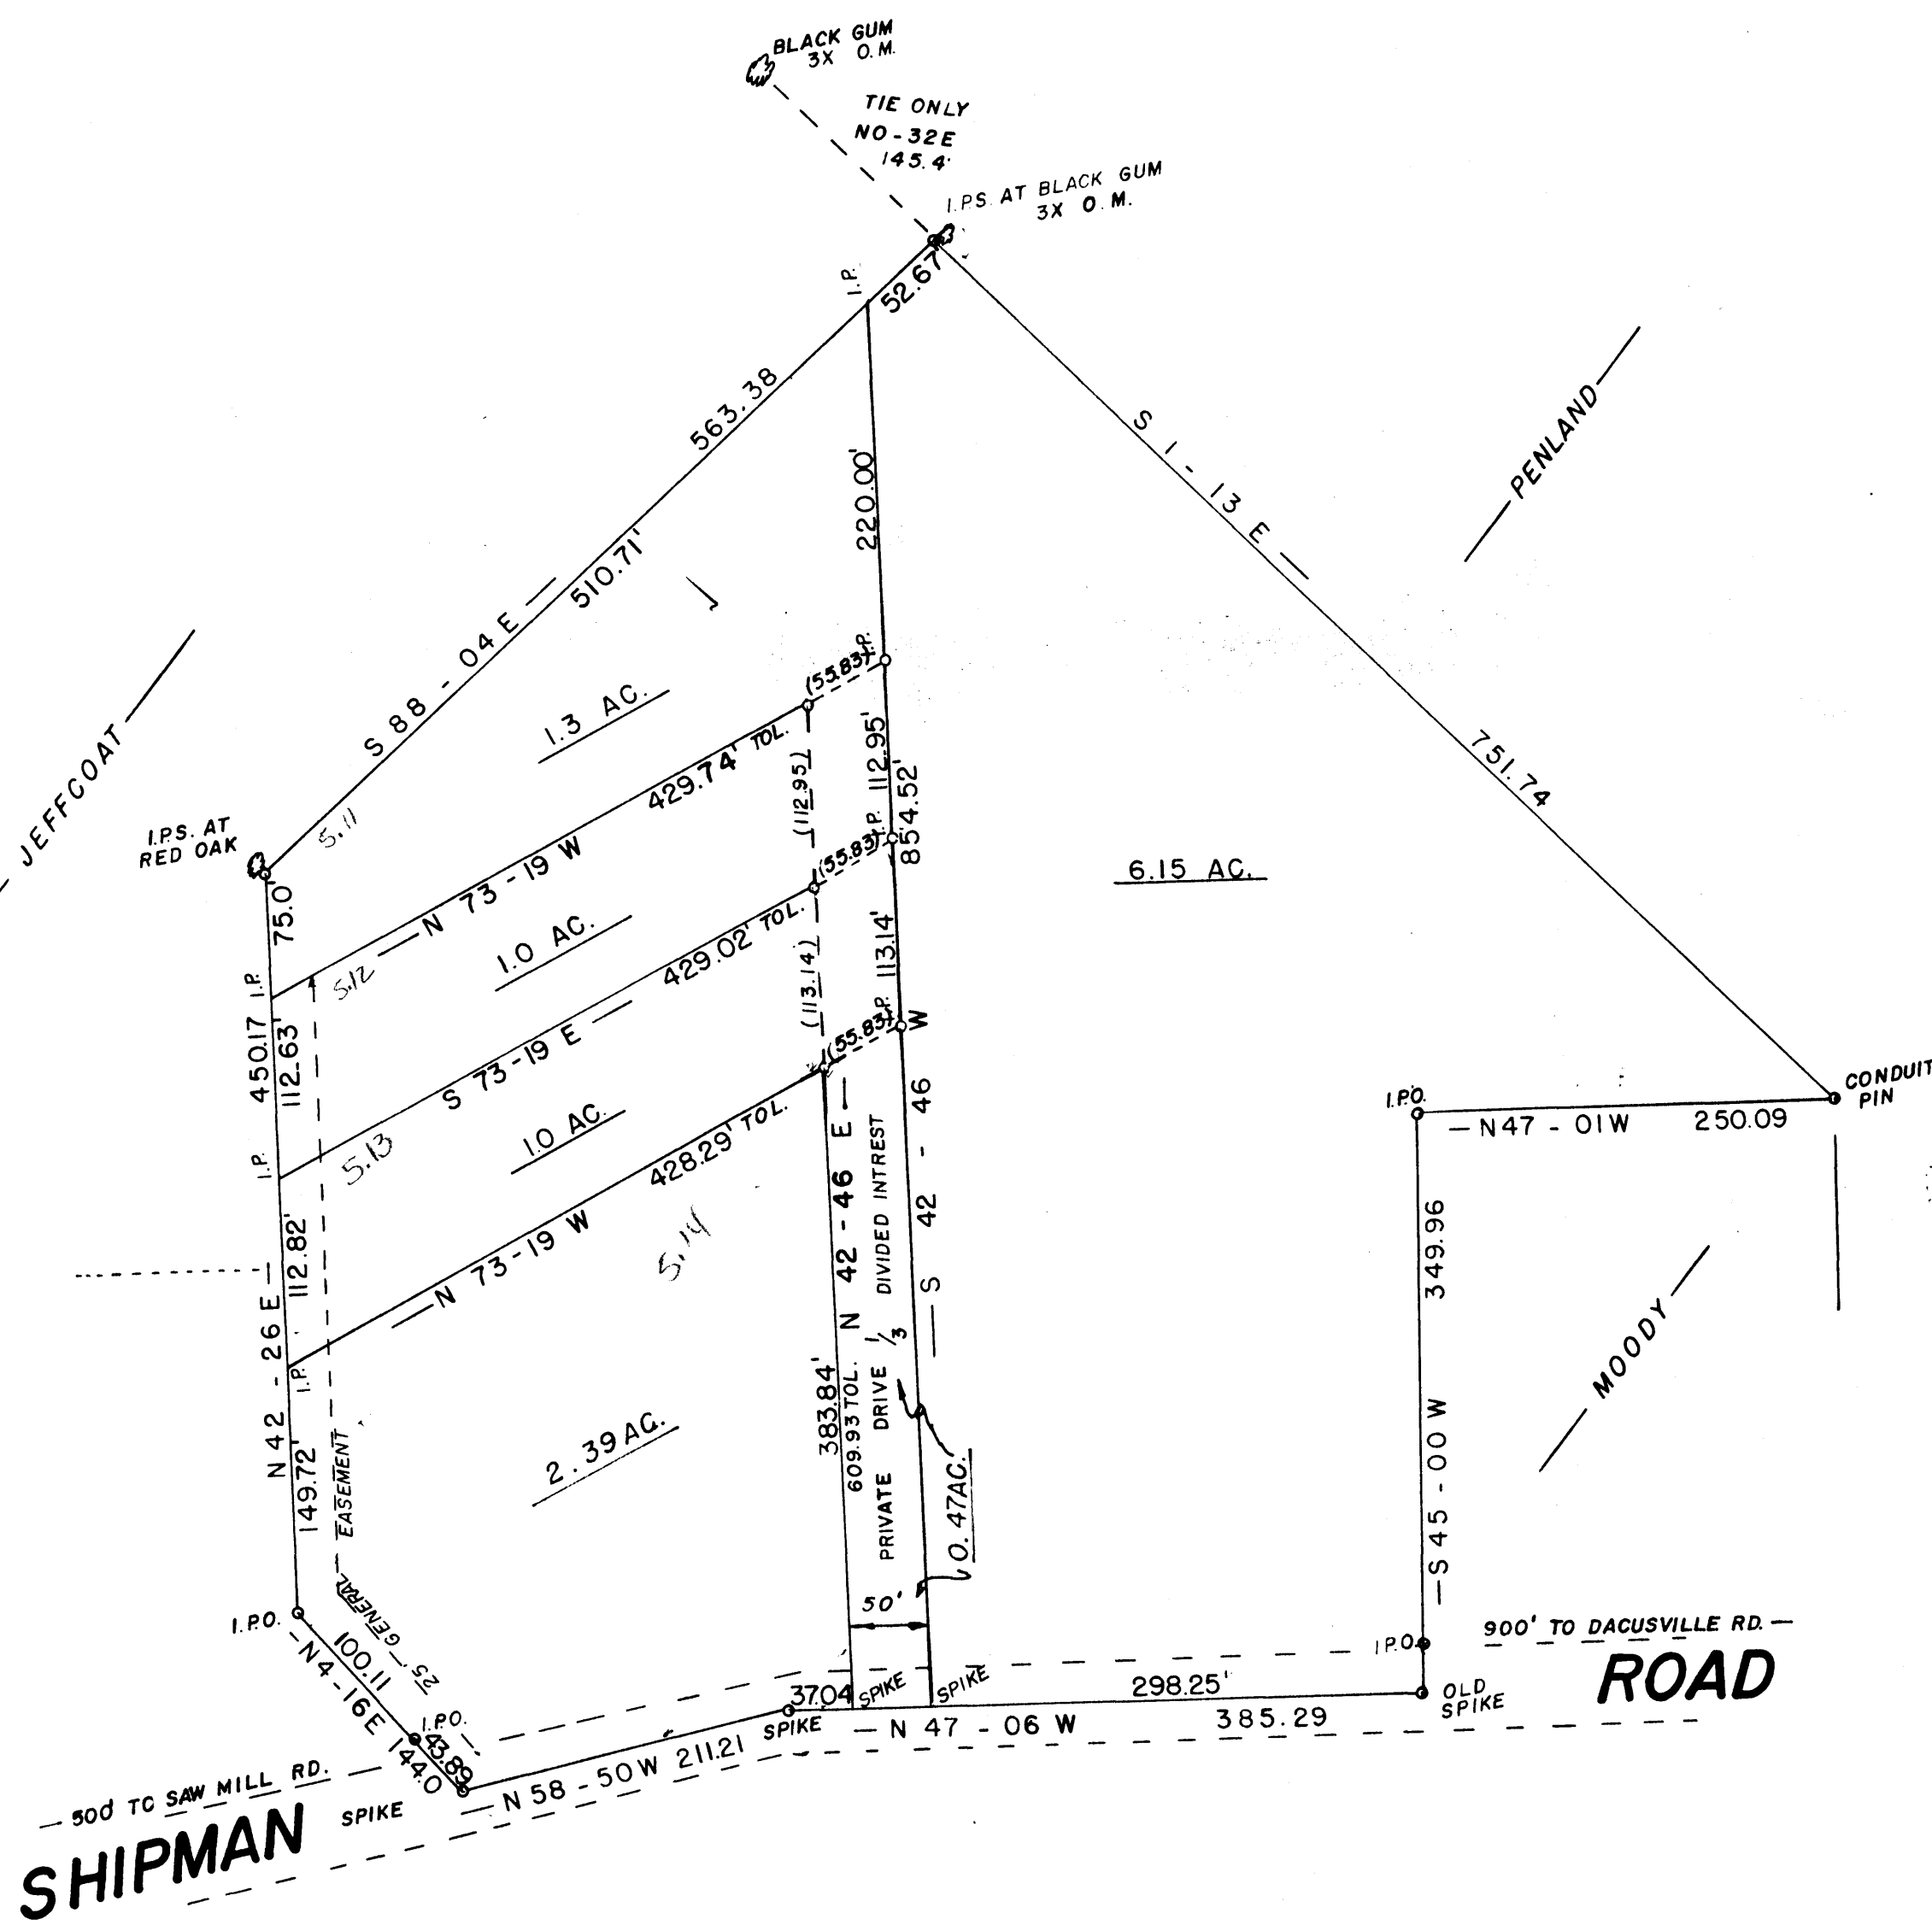 BLACK GUM
3X O.M.
TIE ONLY
NO-32E
145.4'
I.P.S. AT BLACK GUM
3X O.M.
I.P.
52.67
563.38
S 88 - 04 E
510.71'
220.00'
S 1 - 13 E
751.74
PENLAND
JEFFCOAT
I.P.S. AT
RED OAK
5.11
1.3 AC.
(55.83)
I.P.
N 73-19 W
429.74' TOL.
(112.95)
112.95'
854.52'
75.0'
I.P.
5.12
1.0 AC.
S 73-19 E
429.02' TOL.
(55.83)
I.P.
(113.14)
113.14'
6.15 AC.
450.17
112.63'
I.P.
5.13
1.0 AC.
N 73-19 W
428.29' TOL.
(55.83)
I.P.
S 42 - 46 W
5.14
112.82'
I.P.
N 42 - 26 E
149.72'
2.39 AC.
N 42 - 46 E
383.84'
609.93 TOL.
PRIVATE DRIVE 1/3 DIVIDED INTREST
0.47 AC.
50'
I.P.O.
N 47 - 01 W 250.09
CONDUIT
PIN
349.96
S 45 - 00 W
MOODY
25' GENERAL EASEMENT
I.P.O.
100.11
N 4 - 16 E 144.0
I.P.O.
43.89
SPIKE
N 58 - 50 W 211.21
37.04
SPIKE
SPIKE
SPIKE
298.25'
N 47 - 06 W 385.29
I.P.O.
OLD
SPIKE
900' TO DACUSVILLE RD.
ROAD
500' TO SAW MILL RD.
SHIPMAN